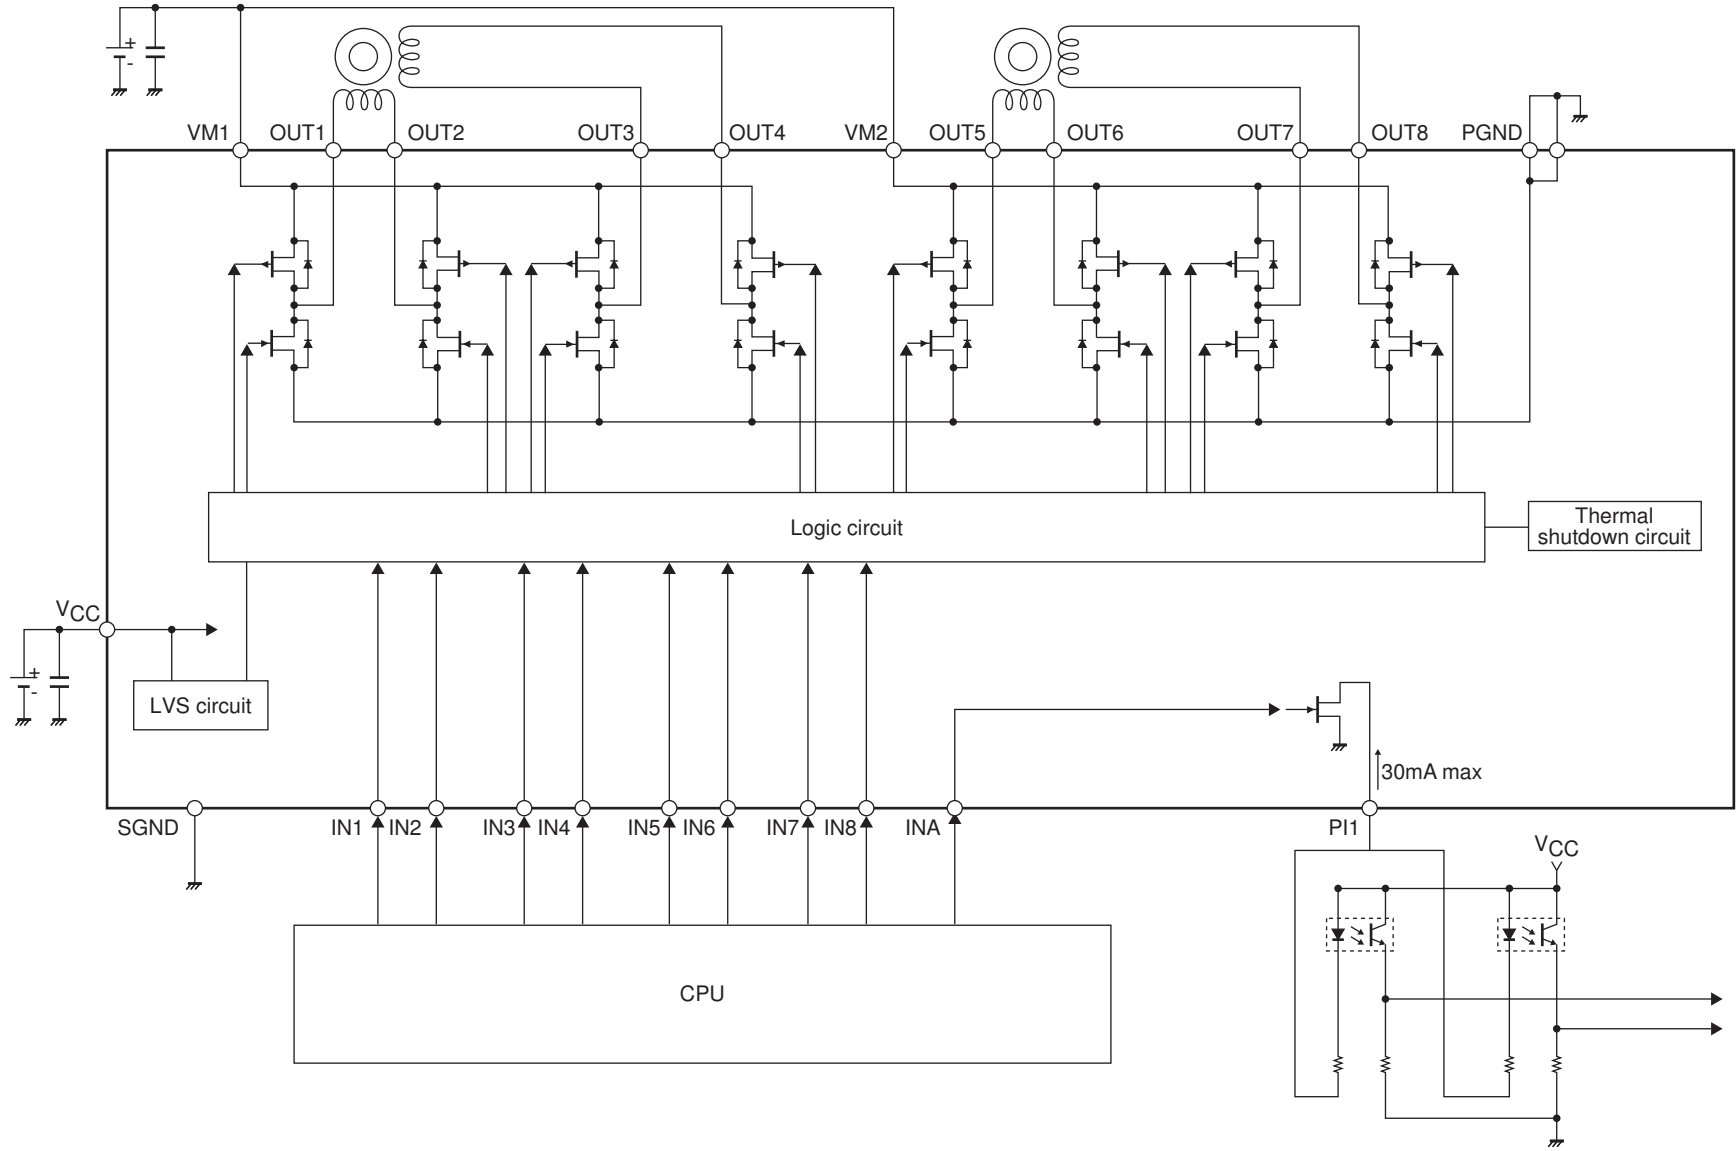 +
-
VM1 OUT1 OUT2 OUT3 OUT4 VM2 OUT5 OUT6 OUT7 OUT8 PGND
Logic circuit
Thermal
shutdown circuit
VCC
+
-
LVS circuit
30mA max
SGND IN1 IN2 IN3 IN4 IN5 IN6 IN7 IN8 INA PI1
VCC
CPU